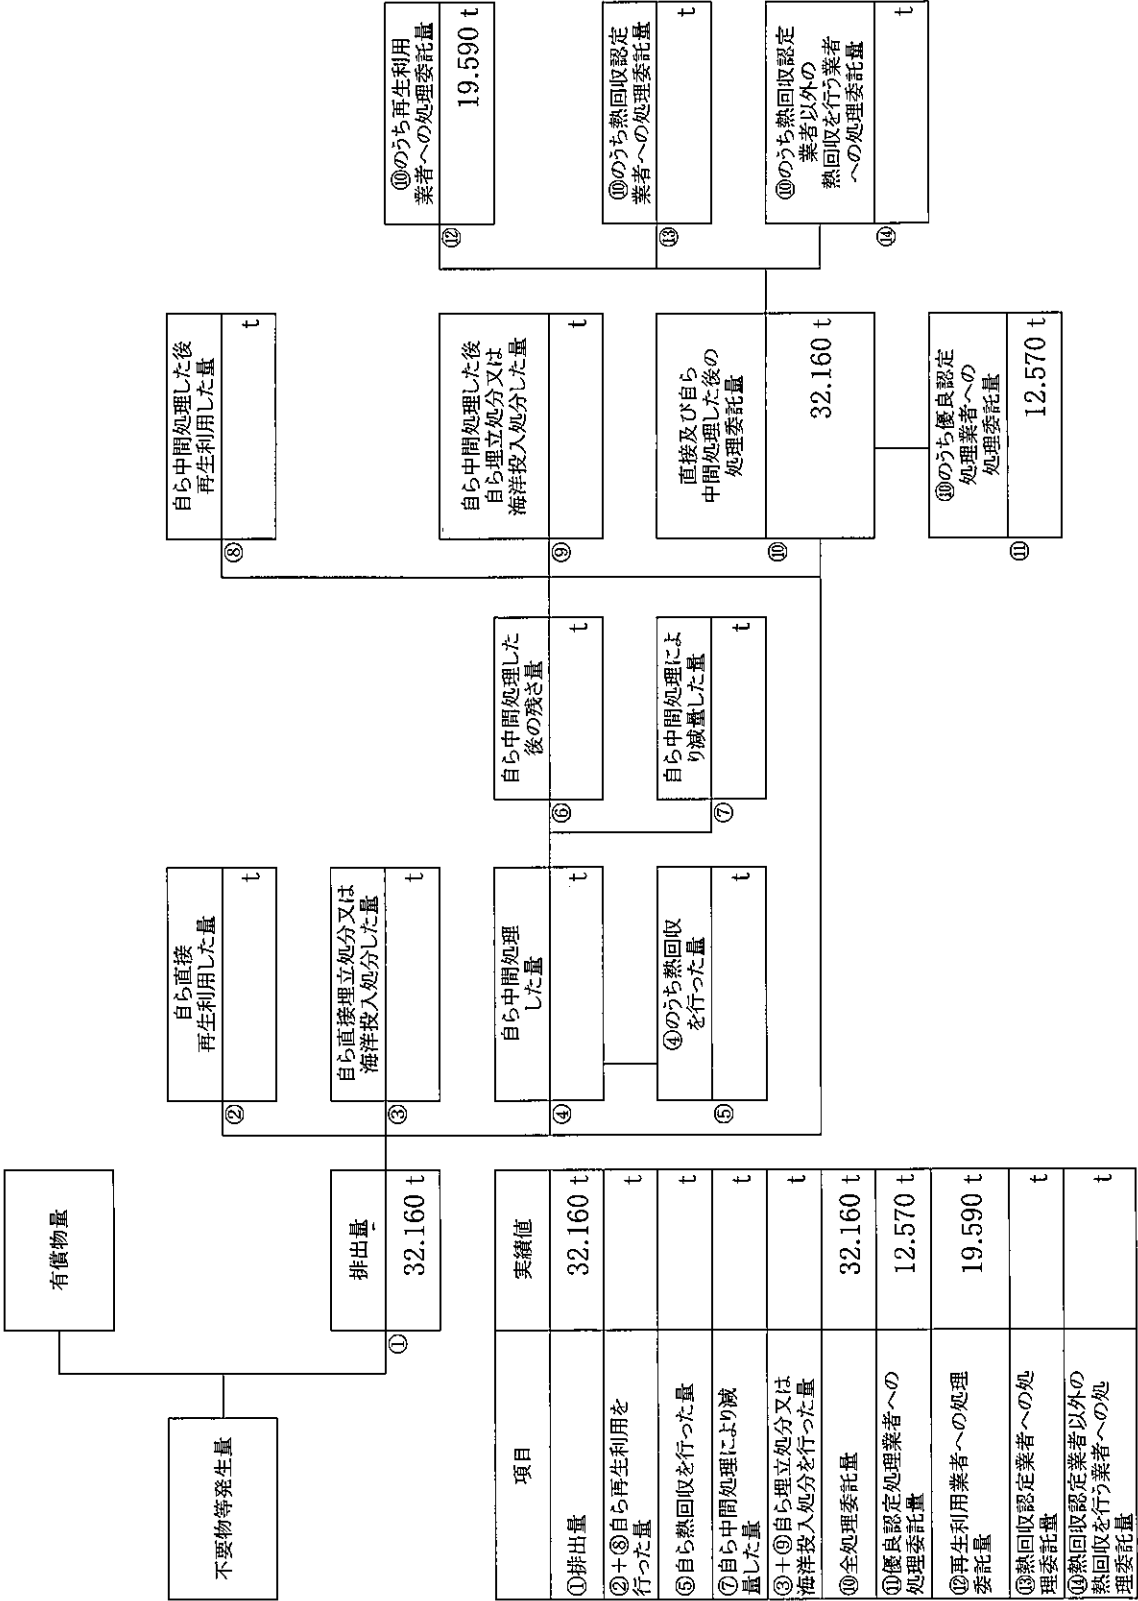 不要物等発生量
有償物量
①
排出量
32.160 t
②
自ら直接
再生利用した量
t
③
自ら直接埋立処分又は
海洋投入処分した量
t
④
自ら中間処理
した量
t
⑤
④のうち熱回収
を行った量
t
⑥
自ら中間処理した
後の残さ量
t
⑦
自ら中間処理によ
り減量した量
t
⑧
自ら中間処理した後
再生利用した量
t
⑨
自ら中間処理した後
自ら埋立処分又は
海洋投入処分した量
t
⑩
直接及び自ら
中間処理した後の
処理委託量
32.160 t
⑪
⑩のうち優良認定
処理業者への
処理委託量
12.570 t
⑫
⑩のうち再生利用
業者への処理委託量
19.590 t
⑬
⑩のうち熱回収認定
業者への処理委託量
t
⑭
⑩のうち熱回収認定
業者以外の
熱回収を行う業者
への処理委託量
t
項目 実績値
①排出量 32.160 t
②+⑧自ら再生利用を
行った量 t
⑤自ら熱回収を行った量 t
⑦自ら中間処理により減
量した量 t
③+⑨自ら埋立処分又は
海洋投入処分を行った量 t
⑩全処理委託量 32.160 t
⑪優良認定処理業者への
処理委託量 12.570 t
⑫再生利用業者への処理
委託量 19.590 t
⑬熱回収認定業者への処
理委託量 t
⑭熱回収認定業者以外の
熱回収を行う業者への処
理委託量 t